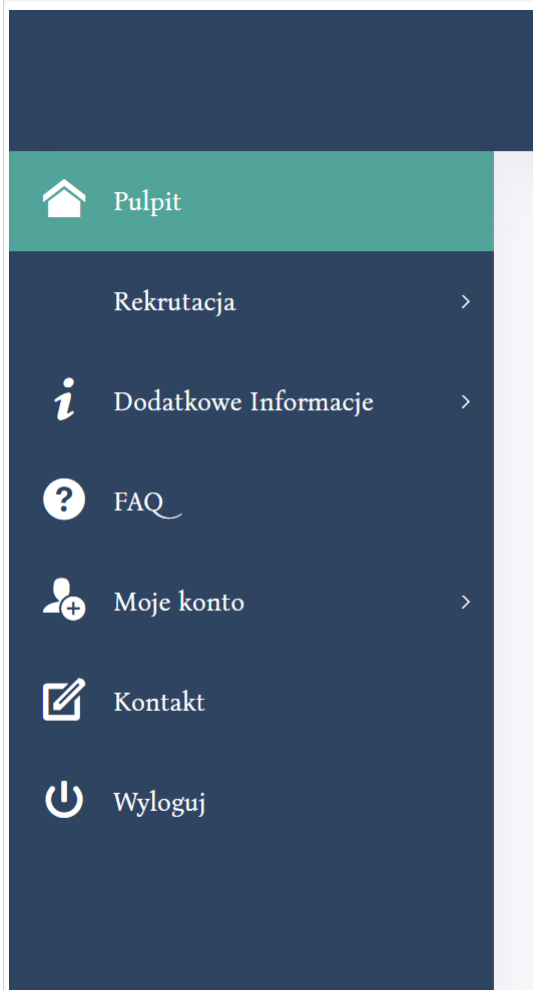 Pulpit
Rekrutacja
Dodatkowe Informacje
FAQ
Moje konto
Kontakt
Wyloguj